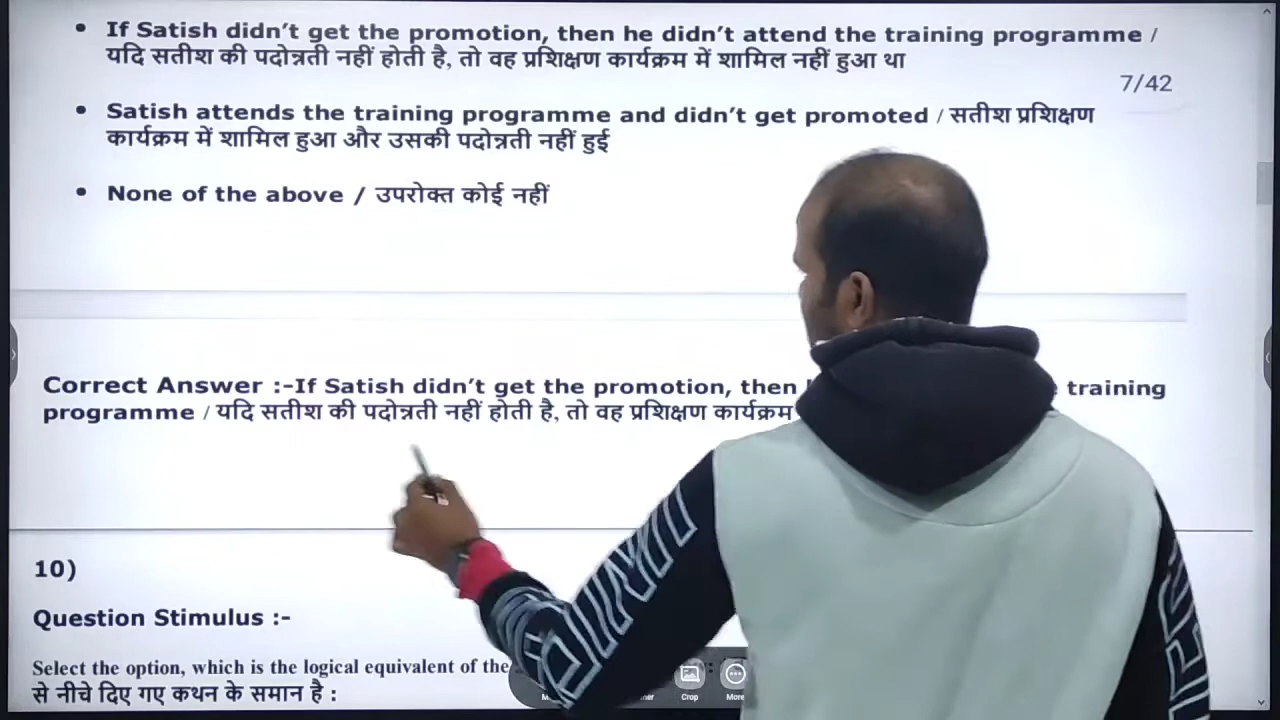 If Satish didn't get the promotion, then he didn't attend the training programme /
यदि सतीश की पदोन्नती नहीं होती है, तो वह प्रशिक्षण कार्यक्रम में शामिल नहीं हुआ था
7/42
Satish attends the training programme and didn't get promoted / सतीश प्रशिक्षण
कार्यक्रम में शामिल हुआ और उसकी पदोन्नती नहीं हुई
None of the above / उपरोक्त कोई नहीं
Correct Answer :-If Satish didn't get the promotion, then training
programme / यदि सतीश की पदोन्नती नहीं होती है, तो वह प्रशिक्षण कार्यक्रम
10)
Question Stimulus :-
Select the option, which is the logical equivalent of the
से नीचे दिए गए कथन के समान है :
Crop
More